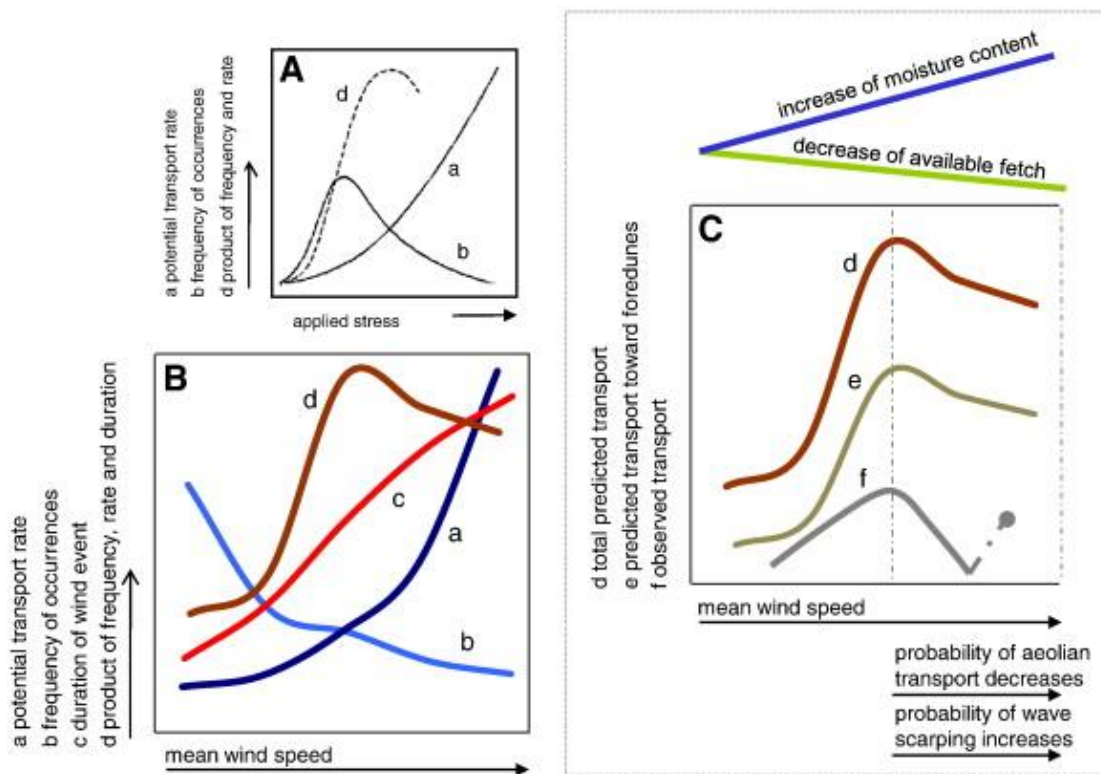 A
a potential transport rate
b frequency of occurrences
d product of frequency and rate
d
a
b
applied stress
B
a potential transport rate
b frequency of occurrences
c duration of wind event
d product of frequency, rate and duration
d
c
a
b
mean wind speed
increase of moisture content
decrease of available fetch
C
d total predicted transport
e predicted transport toward foredunes
f observed transport
d
e
f
mean wind speed
probability of aeolian
transport decreases
probability of wave
scarping increases